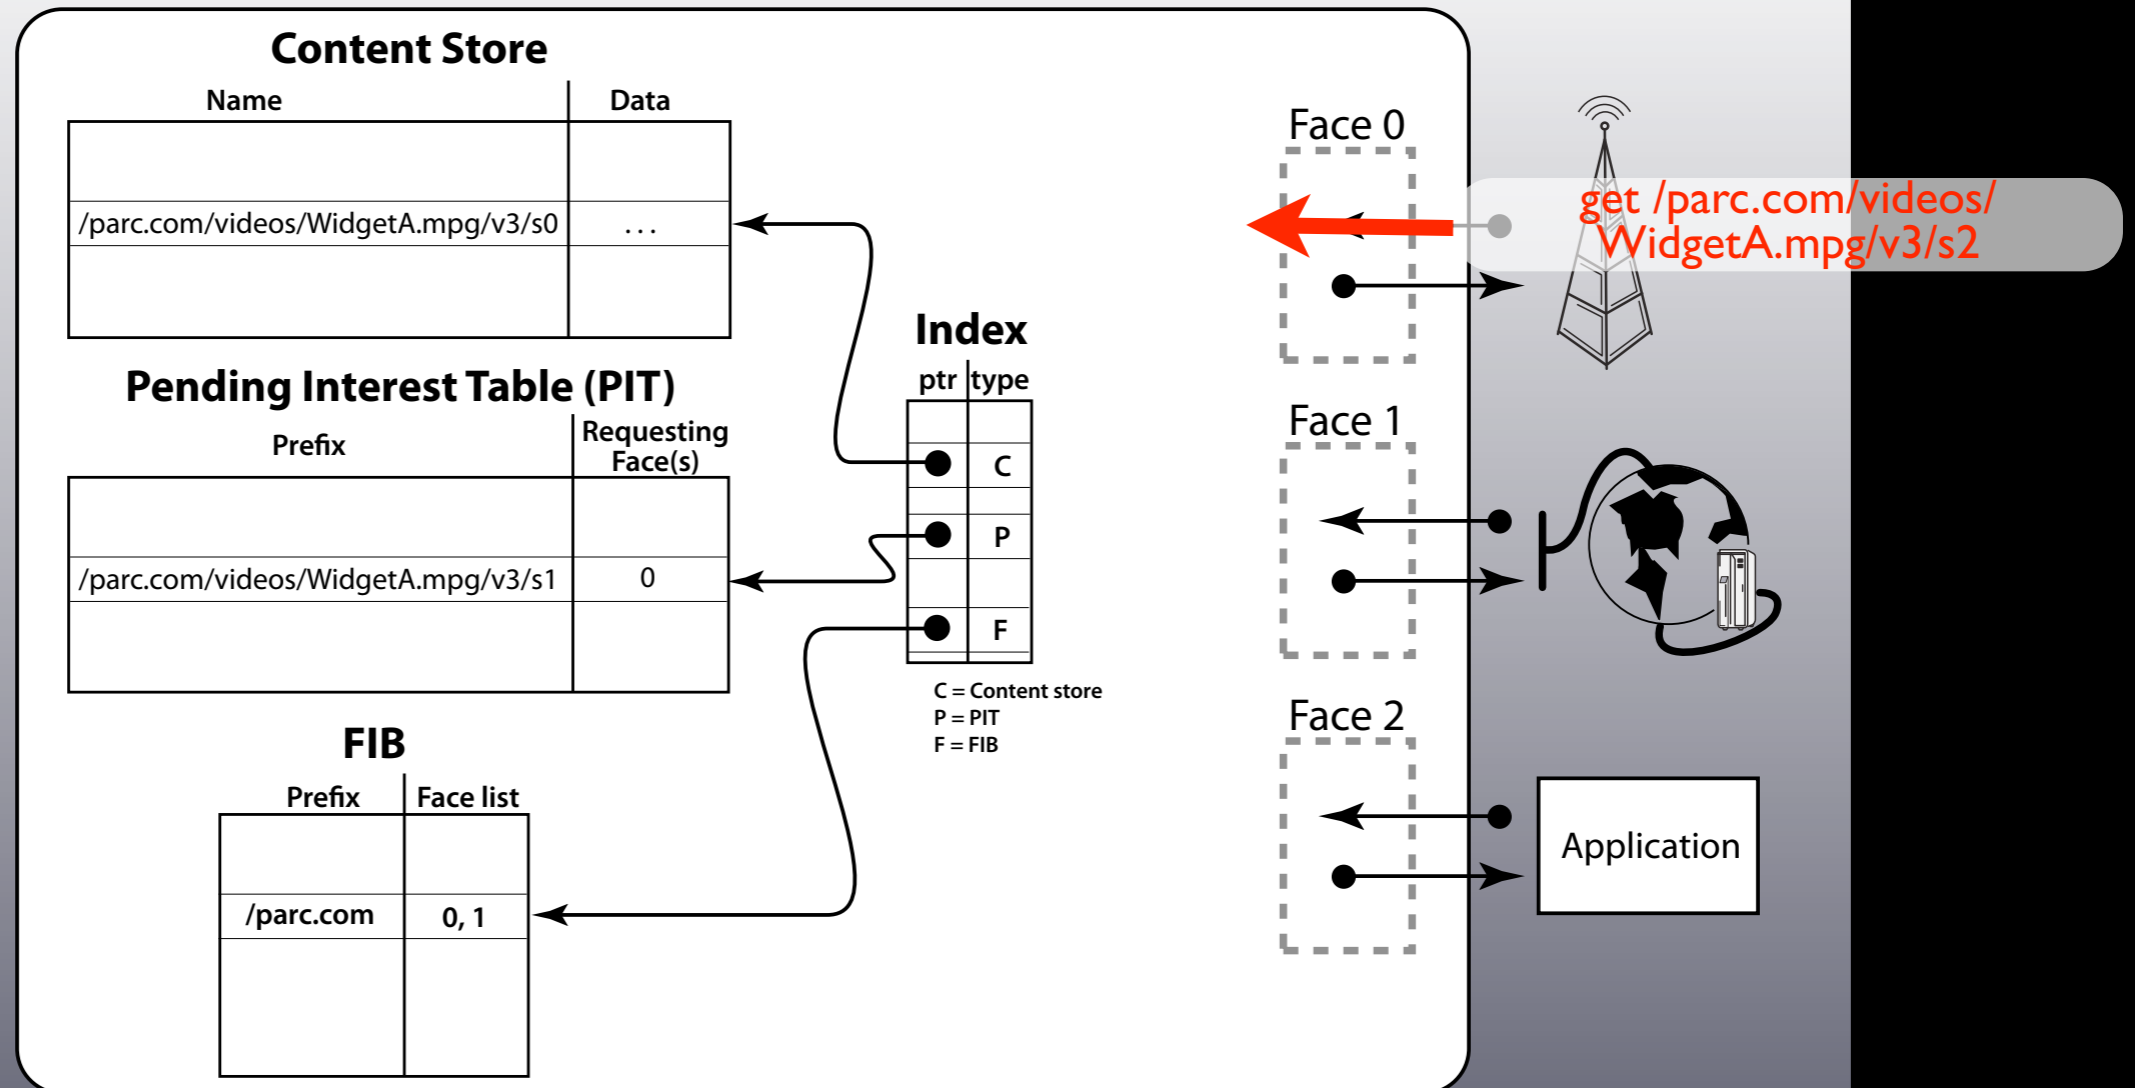 Content Store
Name Data
/parc.com/videos/WidgetA.mpg/v3/s0 ...
Pending Interest Table (PIT)
Prefix Requesting
Face(s)
/parc.com/videos/WidgetA.mpg/v3/s1 0
FIB
Prefix Face list
/parc.com 0, 1
Index
ptr type
C
P
F
C = Content store
P = PIT
F = FIB
Face 0
get /parc.com/videos/
WidgetA.mpg/v3/s2
Face 1
Face 2
Application